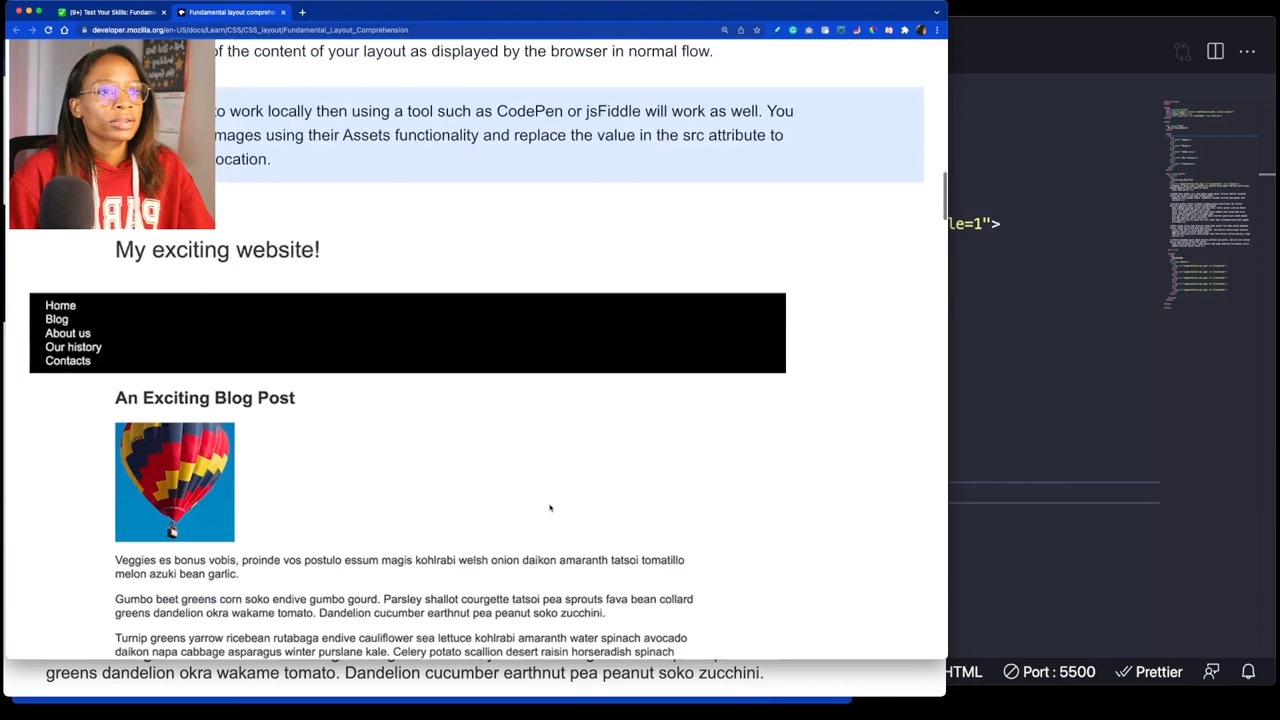 (9+) Test Your Skills: Fundam
Fundamental layout comprehen
developer.mozilla.org/en-US/docs/Learn/CSS/CSS_layout/Fundamental_Layout_Comprehension
of the content of your layout as displayed by the browser in normal flow.
to work locally then using a tool such as CodePen or jsFiddle will work as well. You
mages using their Assets functionality and replace the value in the src attribute to
ocation.
le=1">
My exciting website!
Home
Blog
About us
Our history
Contacts
An Exciting Blog Post
Veggies es bonus vobis, proinde vos postulo essum magis kohlrabi welsh onion daikon amaranth tatsoi tomatillo
melon azuki bean garlic.
Gumbo beet greens corn soko endive gumbo gourd. Parsley shallot courgette tatsoi pea sprouts fava bean collard
greens dandelion okra wakame tomato. Dandelion cucumber earthnut pea peanut soko zucchini.
Turnip greens yarrow ricebean rutabaga endive cauliflower sea lettuce kohlrabi amaranth water spinach avocado
daikon napa cabbage asparagus winter purslane kale. Celery potato scallion desert raisin horseradish spinach
greens dandelion okra wakame tomato. Dandelion cucumber earthnut pea peanut soko zucchini.
HTML
Port : 5500
Prettier